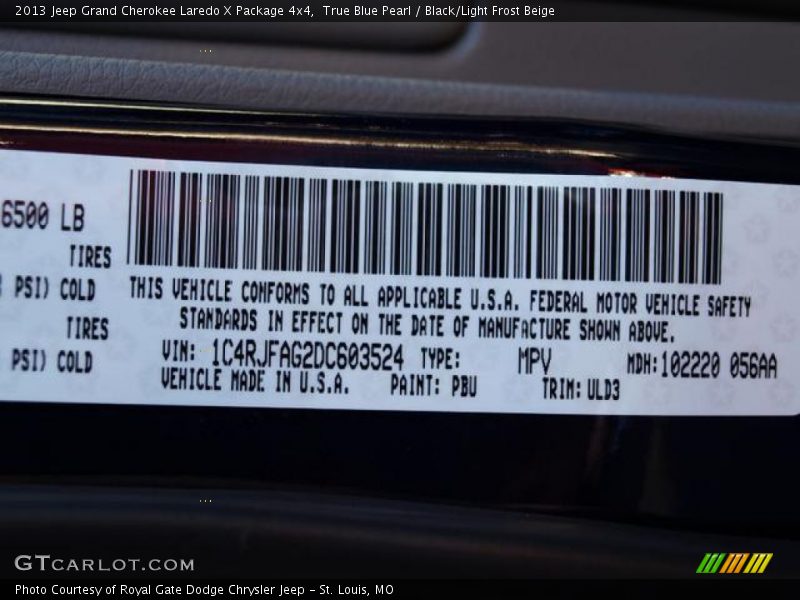 2013 Jeep Grand Cherokee Laredo X Package 4x4,  True Blue Pearl / Black/Light Frost Beige
6500 LB
TIRES
PSI) COLD
TIRES
PSI) COLD
THIS VEHICLE CONFORMS TO ALL APPLICABLE U.S.A. FEDERAL MOTOR VEHICLE SAFETY
STANDARDS IN EFFECT ON THE DATE OF MANUFACTURE SHOWN ABOVE.
VIN: 1C4RJFAG2DC603524 TYPE: MPV MDH:102220 056AA
VEHICLE MADE IN U.S.A. PAINT: PBU TRIM: ULD3
GTCARLOT.COM
Photo Courtesy of Royal Gate Dodge Chrysler Jeep - St. Louis, MO